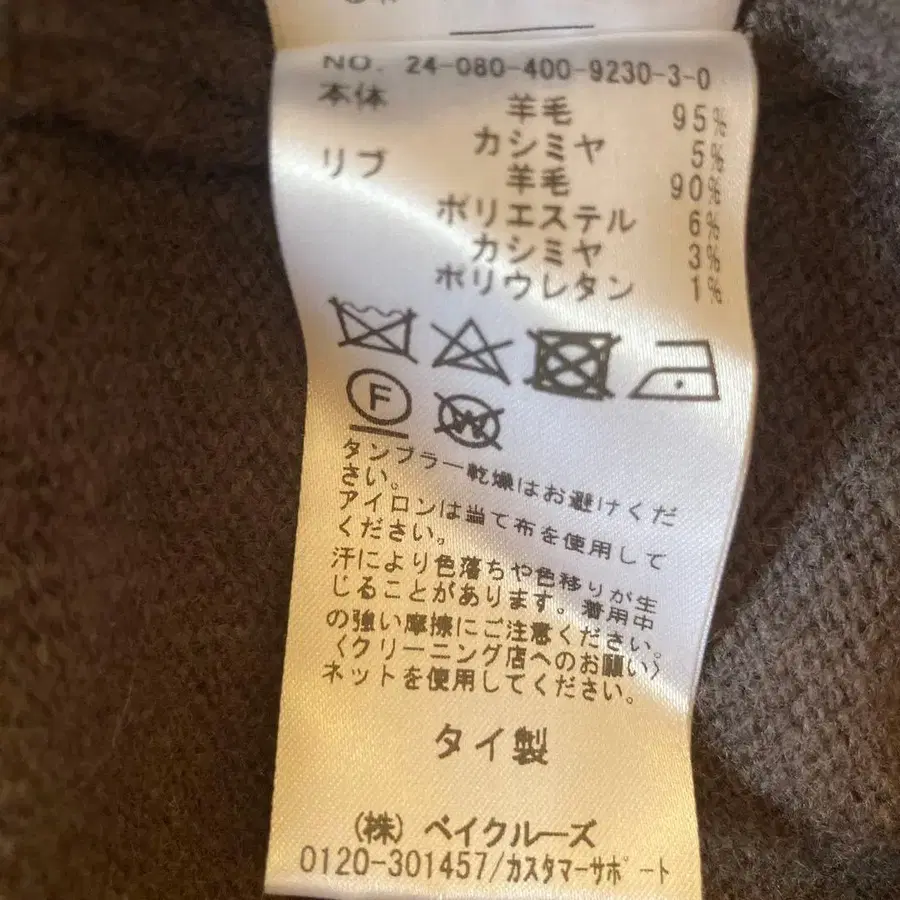 NO. 24-080-400-9230-3-0
本体 羊毛 95%
カシミヤ 5%
リブ 羊毛 90%
ポリエステル 6%
カシミヤ 3%
ポリウレタン 1%
F W
タンブラー乾燥はお避けくだ
さい。
アイロンは当て布を使用して
ください。
汗により色落ちや色移りが生
じることがあります。着用中
の強い摩擦にご注意ください。
〈クリーニング店へのお願い〉
ネットを使用してください。
タイ製
(株) ベイクルーズ
0120-301457/カスタマーサポート